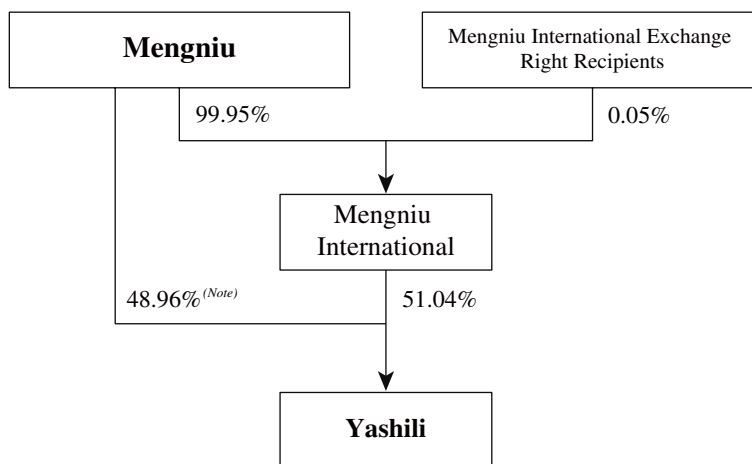 Mengniu
Mengniu International Exchange
Right Recipients
99.95%
0.05%
Mengniu
International
48.96% (Note)
51.04%
Yashili